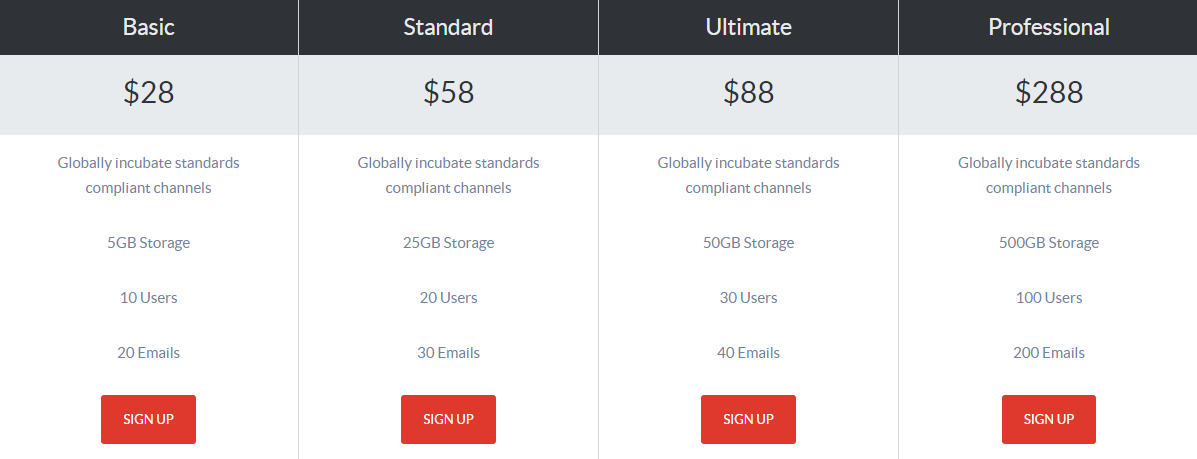 Basic
$28
Globally incubate standards
compliant channels
5GB Storage
10 Users
20 Emails
SIGN UP
Standard
$58
Globally incubate standards
compliant channels
25GB Storage
20 Users
30 Emails
SIGN UP
Ultimate
$88
Globally incubate standards
compliant channels
50GB Storage
30 Users
40 Emails
SIGN UP
Professional
$288
Globally incubate standards
compliant channels
500GB Storage
100 Users
200 Emails
SIGN UP